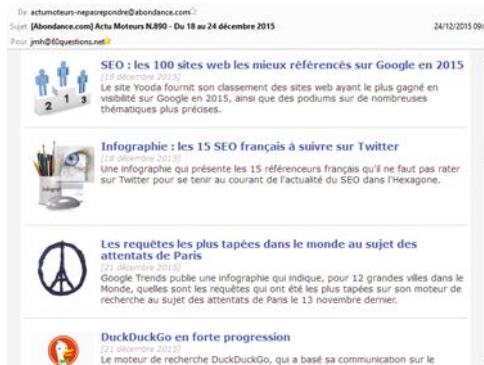 De actumoteurs-nepasrepondre@abondance.com
Sujet [Abondance.com] Actu Moteurs N.890 - Du 18 au 24 décembre 2015
24/12/2015 09:
Pour jmh@60questions.net
SEO : les 100 sites web les mieux référencés sur Google en 2015
[18 décembre 2015]
Le site Yooda fournit son classement des sites web ayant le plus gagné en
visibilité sur Google en 2015, ainsi que des podiums sur de nombreuses
thématiques plus précises.
2 1 3
Infographie : les 15 SEO français à suivre sur Twitter
[18 décembre 2015]
Une infographie qui présente les 15 référenceurs français qu'il ne faut pas rater
sur Twitter pour se tenir au courant de l'actualité du SEO dans l'Hexagone.
Les requêtes les plus tapées dans le monde au sujet des
attentats de Paris
[21 décembre 2015]
Google Trends publie une infographie qui indique, pour 12 grandes villes dans le
Monde, quelles sont les requêtes qui ont été les plus tapées sur son moteur de
recherche au sujet des attentats de Paris le 13 novembre dernier.
DuckDuckGo en forte progression
[21 décembre 2015]
Le moteur de recherche DuckDuckGo, qui a basé sa communication sur le